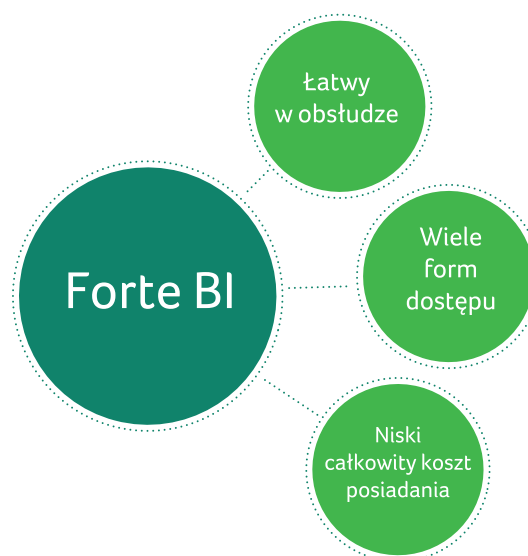 Łatwy
w obsłudze
Wiele
form
dostępu
Forte BI
Niski
całkowity koszt
posiadania